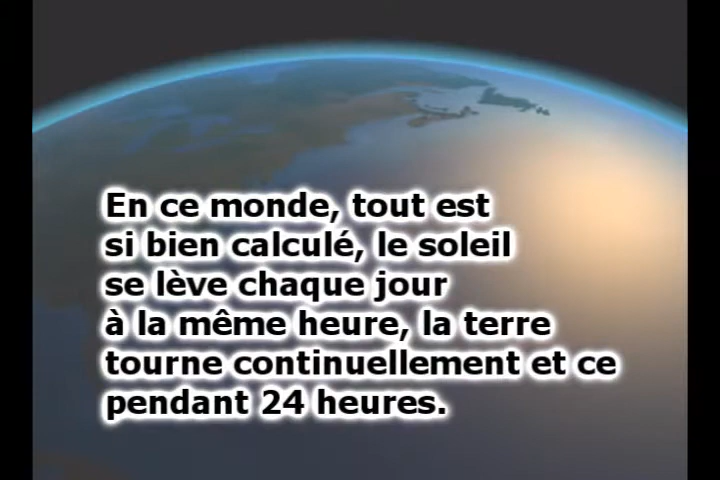 En ce monde, tout est
si bien calculé, le soleil
se lève chaque jour
à la même heure, la terre
tourne continuellement et ce
pendant 24 heures.